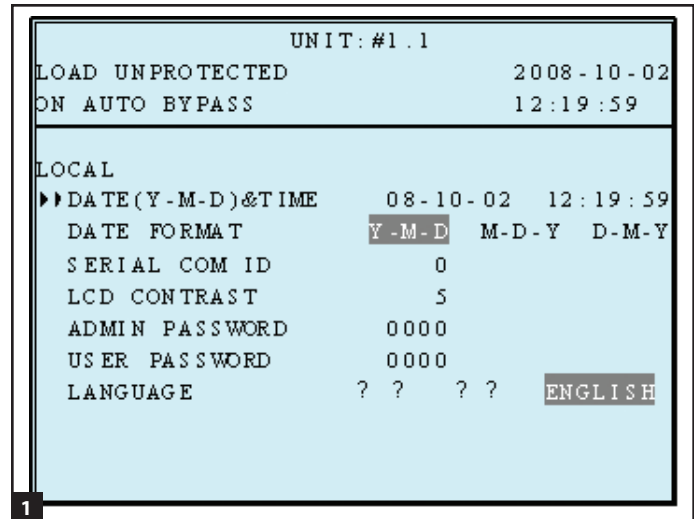 UNIT:#1.1
LOAD UNPROTECTED 2008-10-02
ON AUTO BYPASS 12:19:59
LOCAL
DATE(Y-M-D)&TIME 08-10-02 12:19:59
DATE FORMAT Y-M-D M-D-Y D-M-Y
SERIAL COM ID 0
LCD CONTRAST 5
ADMIN PASSWORD 0000
USER PASSWORD 0000
LANGUAGE ? ? ? ? ENGLISH
1